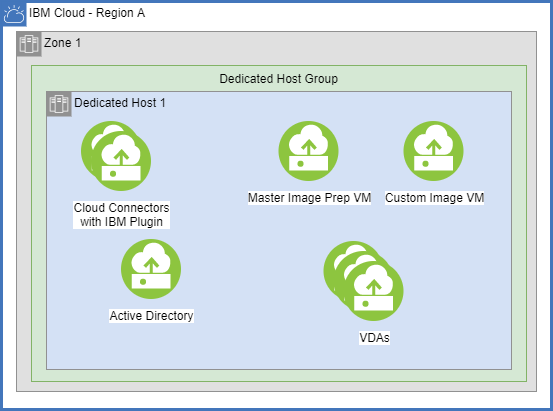 IBM Cloud - Region A
Zone 1
Dedicated Host Group
Dedicated Host 1
Cloud Connectors
with IBM Plugin
Master Image Prep VM
Custom Image VM
Active Directory
VDAs